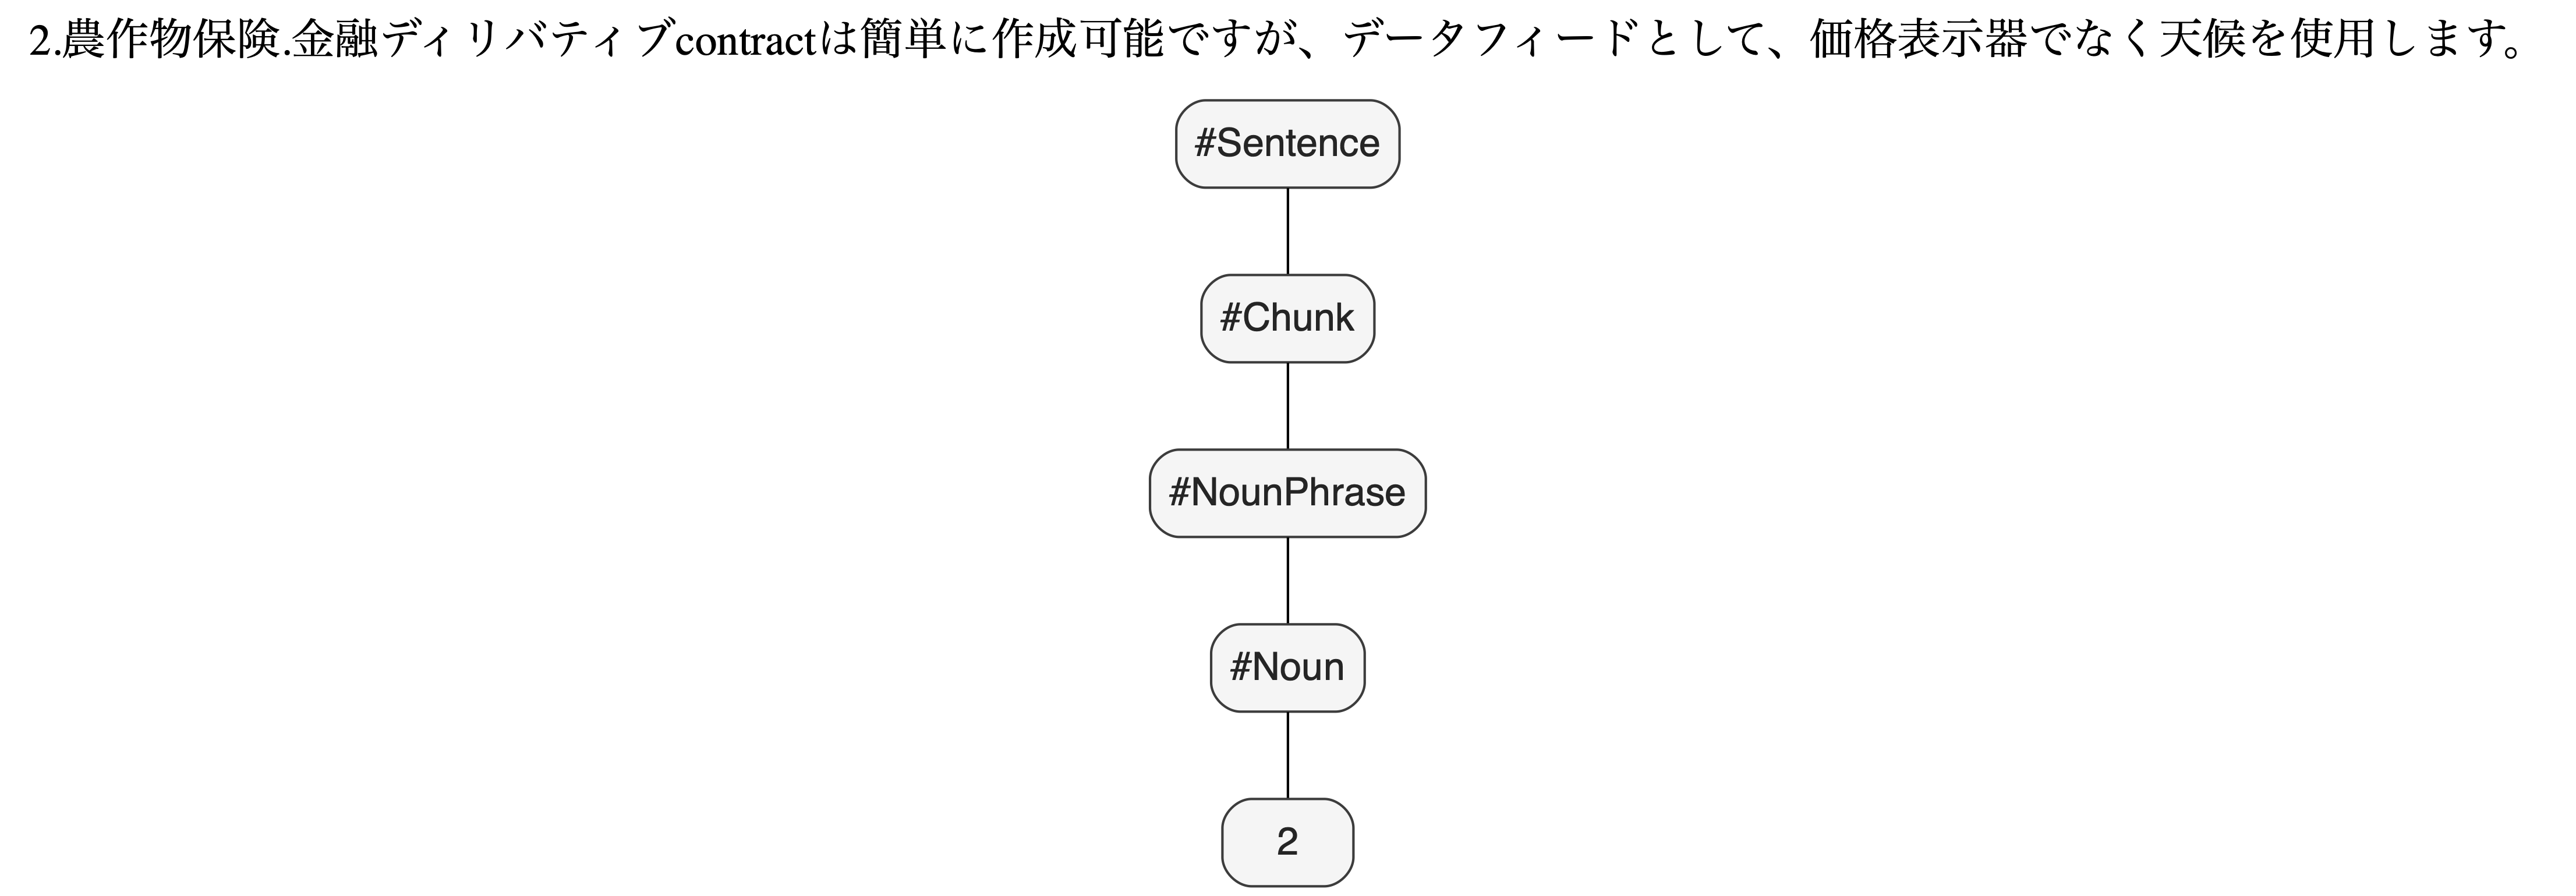 2.農作物保険.金融ディリバティブcontractは簡単に作成可能ですが、データフィードとして、価格表示器でなく天候を使用します。
#Sentence
#Chunk
#NounPhrase
#Noun
2